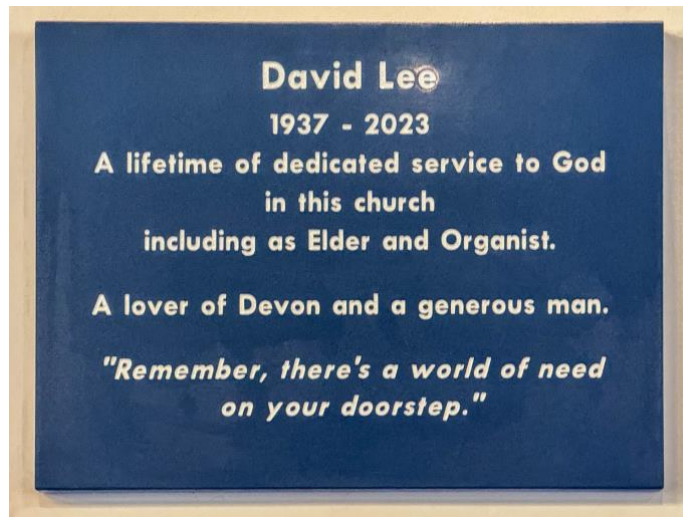 David Lee
1937 - 2023
A lifetime of dedicated service to God
in this church
including as Elder and Organist.
A lover of Devon and a generous man.
"Remember, there's a world of need
on your doorstep."